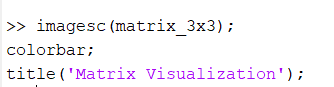 >> imagesc(matrix_3x3);
colorbar;
title('Matrix Visualization');